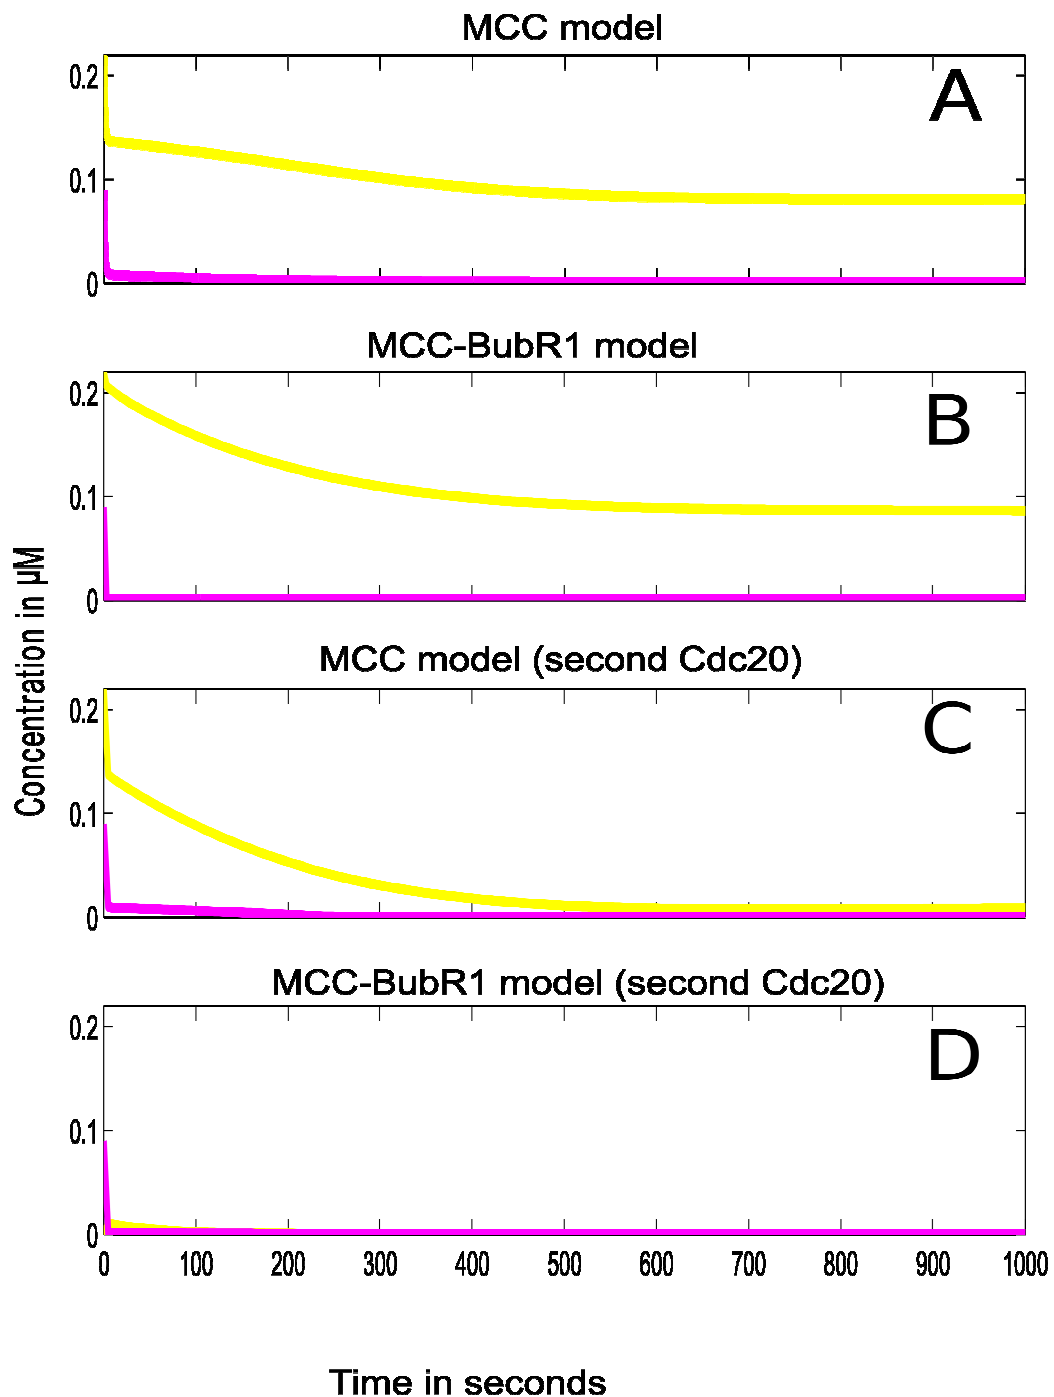 MCC model
A
0.2
0.1
0
MCC-BubR1 model
B
0.2
0.1
0
Concentration in µM
MCC model (second Cdc20)
C
0.2
0.1
0
MCC-BubR1 model (second Cdc20)
D
0.2
0.1
0
0 100 200 300 400 500 600 700 800 900 1000
Time in seconds